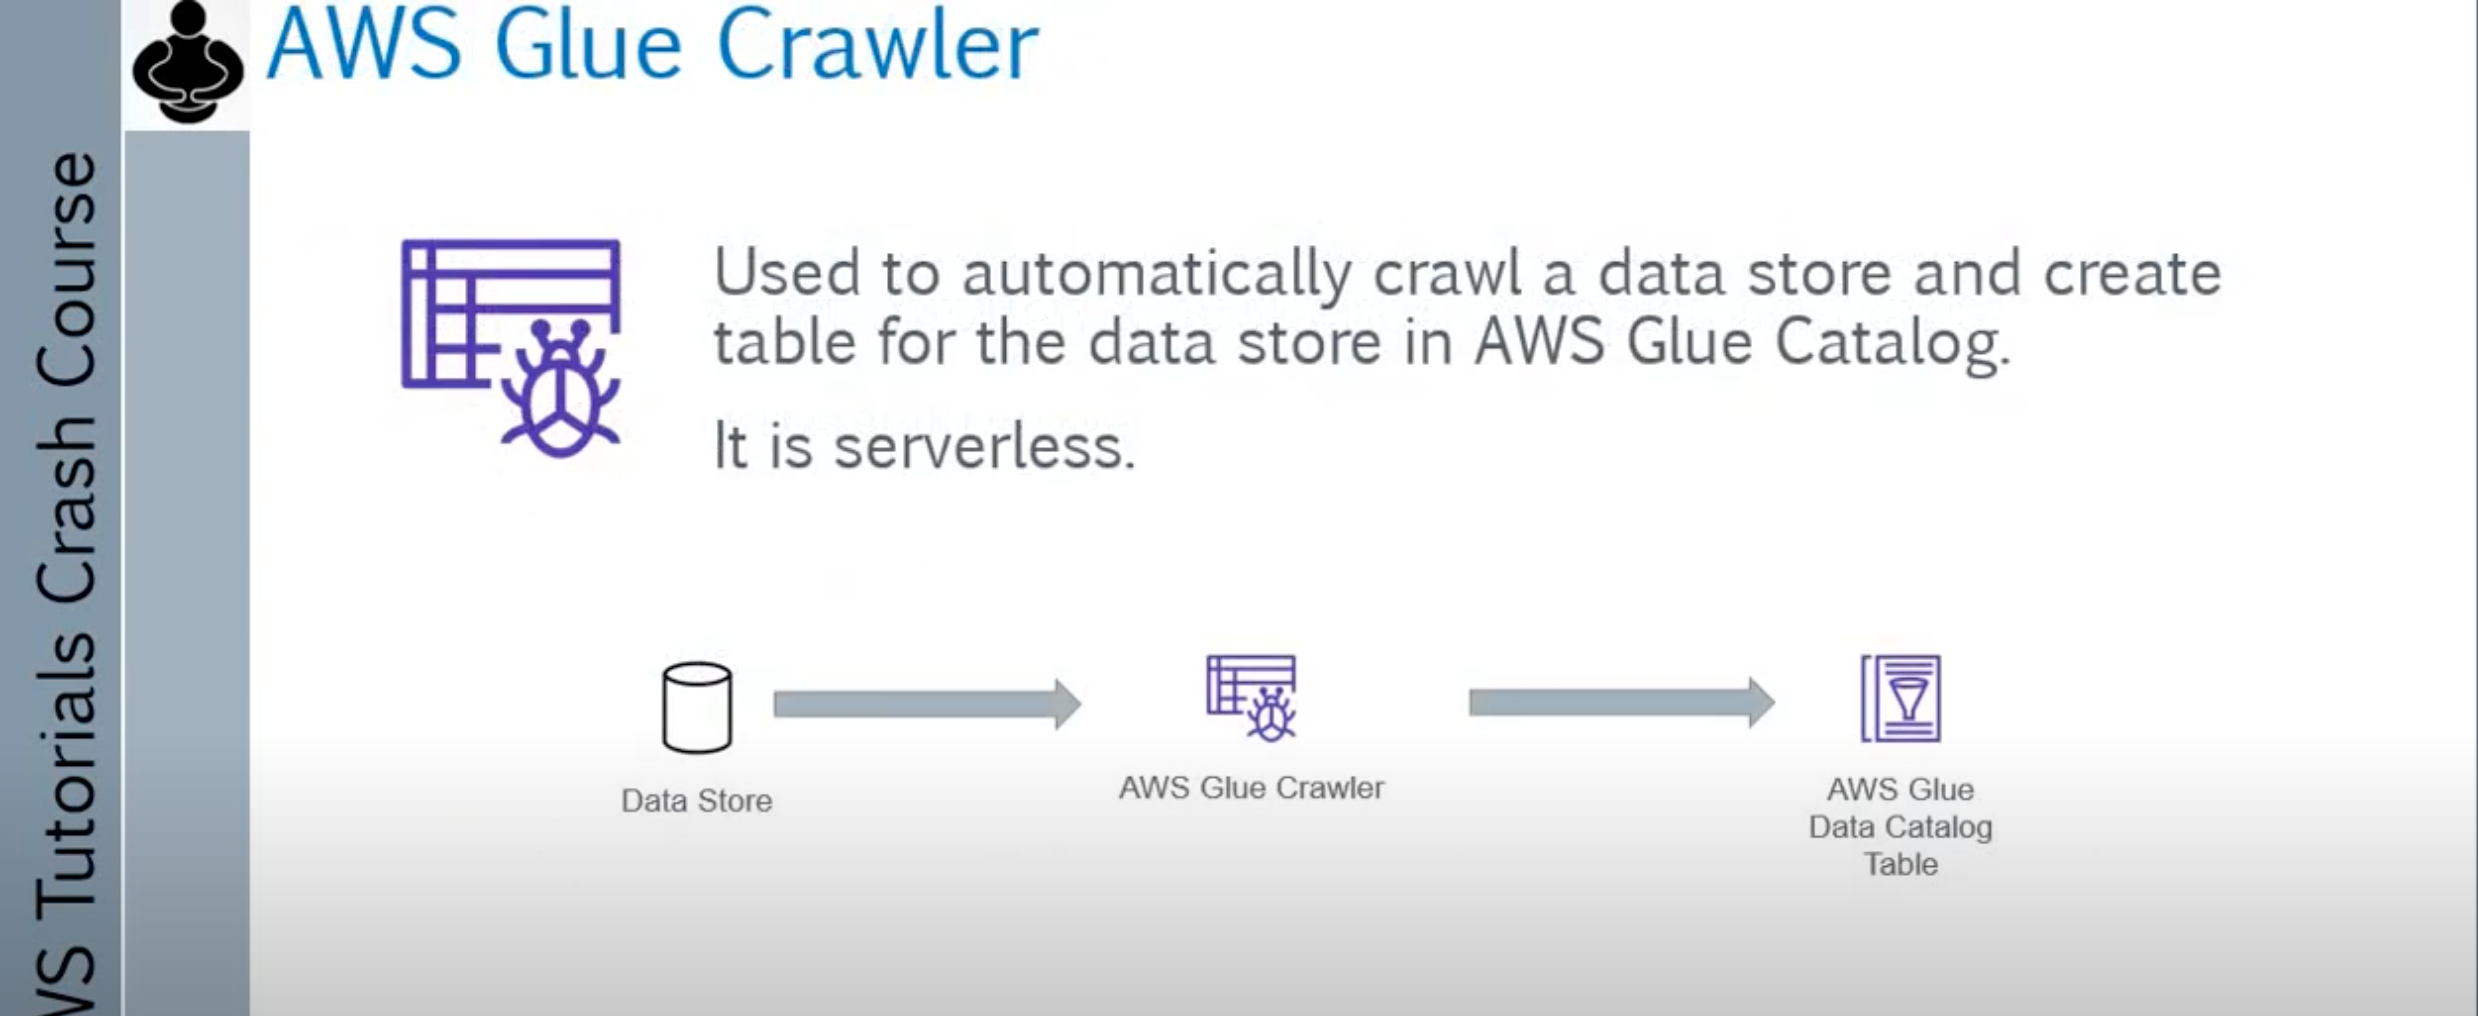 AWS Glue Crawler
Used to automatically crawl a data store and create
table for the data store in AWS Glue Catalog.
It is serverless.
Data Store
AWS Glue Crawler
AWS Glue
Data Catalog
Table
WS Tutorials Crash Course